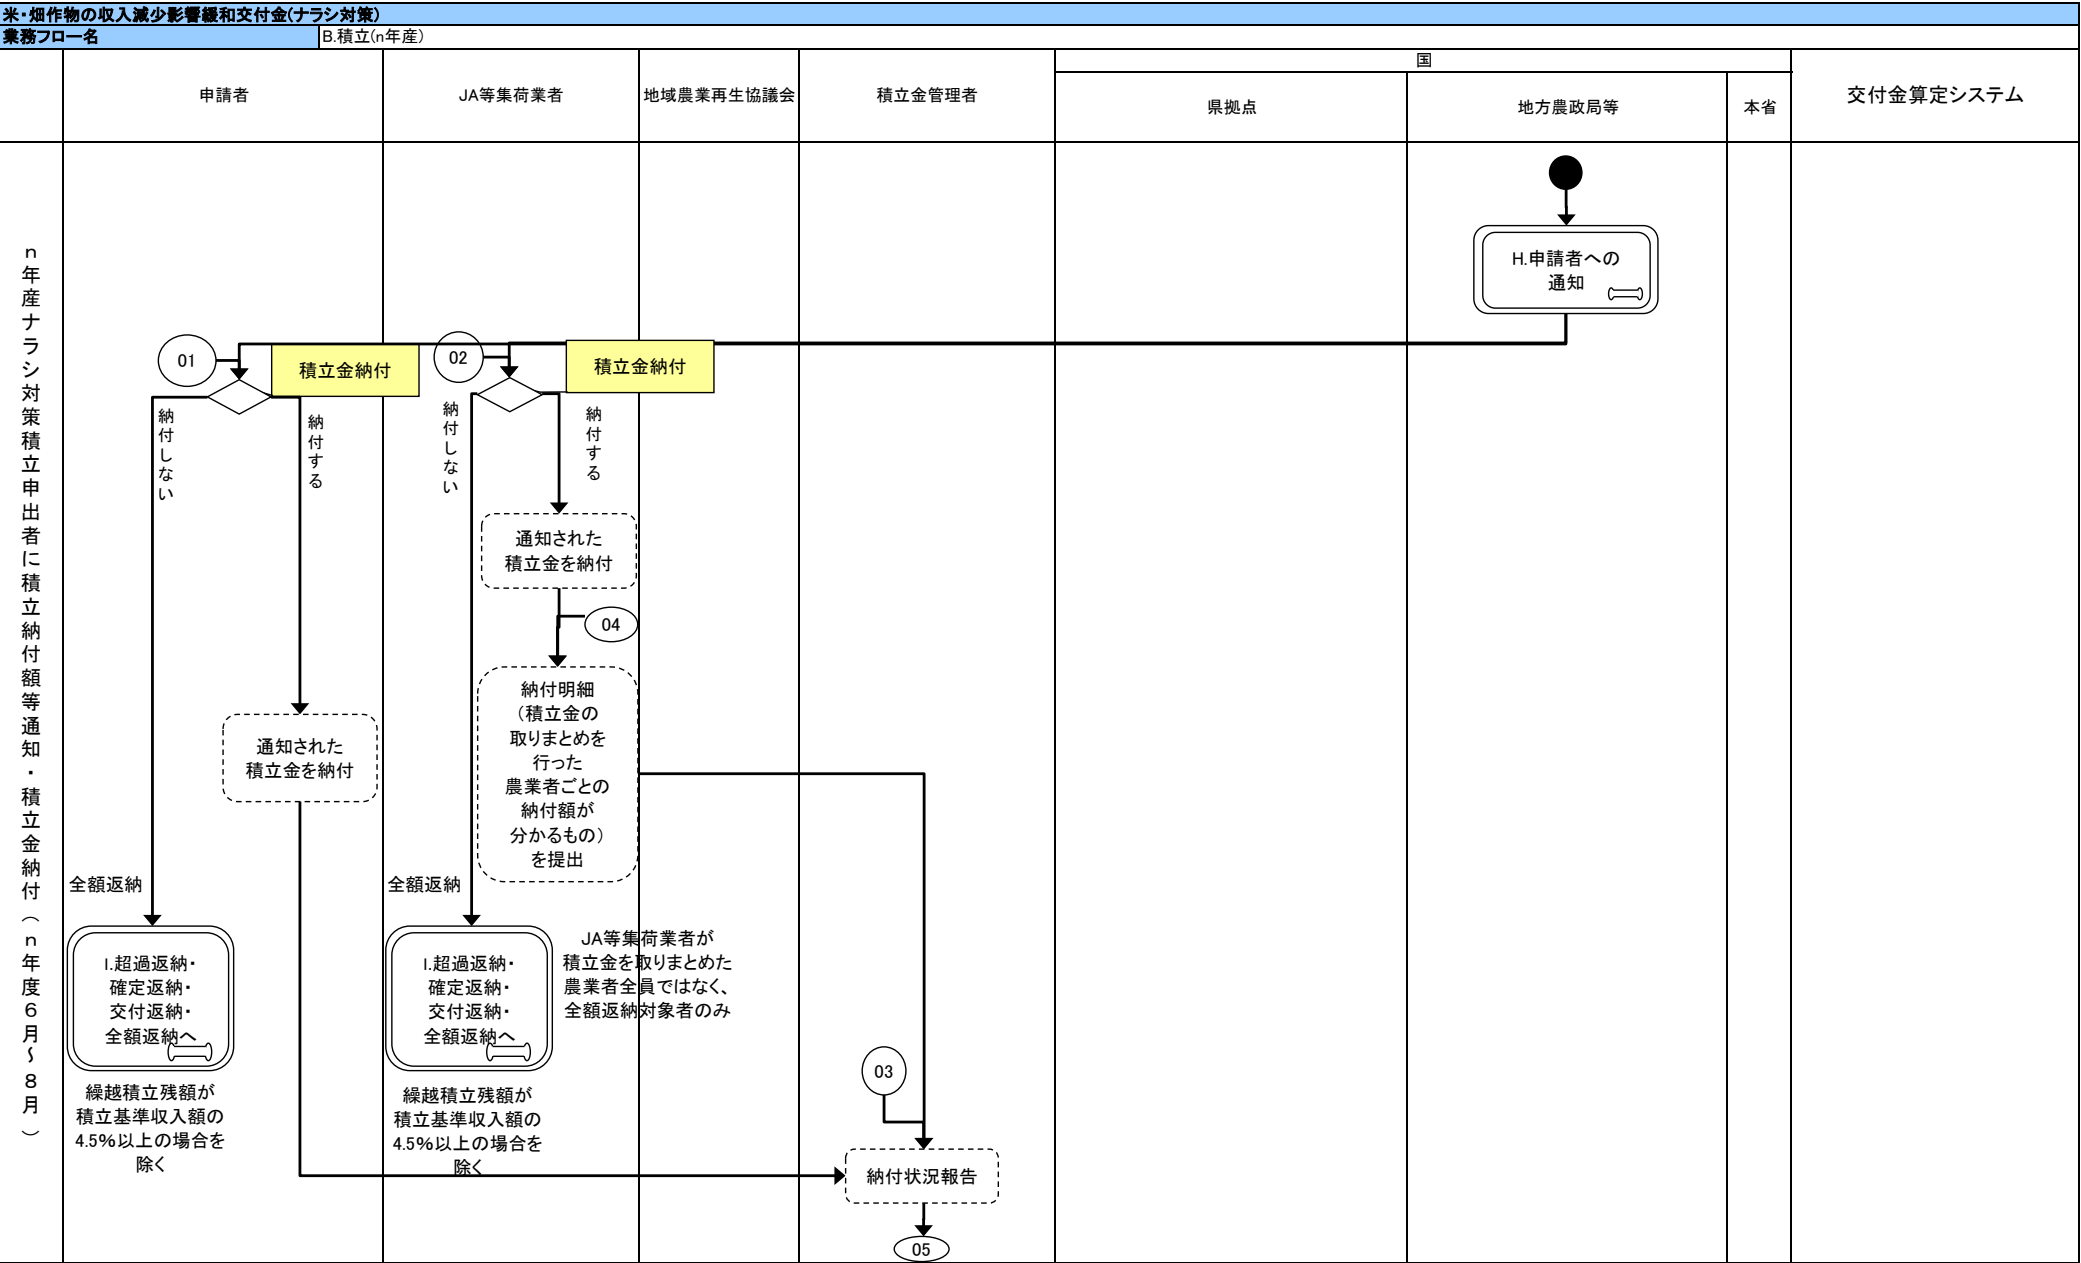 米・畑作物の収入減少影響緩和交付金(ナラシ対策)
業務フロー名
B.積立(n年産)
申請者
JA等集荷業者
地域農業再生協議会
積立金管理者
国
県拠点
地方農政局等
本省
交付金算定システム
n年産ナラシ対策積立申出者に積立納付額等通知・積立金納付（n年度６月～８月）
H.申請者への
通知
01
積立金納付
02
積立金納付
納付しない
納付する
納付しない
納付する
通知された
積立金を納付
04
納付明細
（積立金の
取りまとめを
行った
農業者ごとの
納付額が
分かるもの）
を提出
通知された
積立金を納付
全額返納
全額返納
I.超過返納・
確定返納・
交付返納・
全額返納へ
I.超過返納・
確定返納・
交付返納・
全額返納へ
JA等集荷業者が
積立金を取りまとめた
農業者全員ではなく、
全額返納対象者のみ
繰越積立残額が
積立基準収入額の
4.5%以上の場合を
除く
繰越積立残額が
積立基準収入額の
4.5%以上の場合を
除く
03
納付状況報告
05